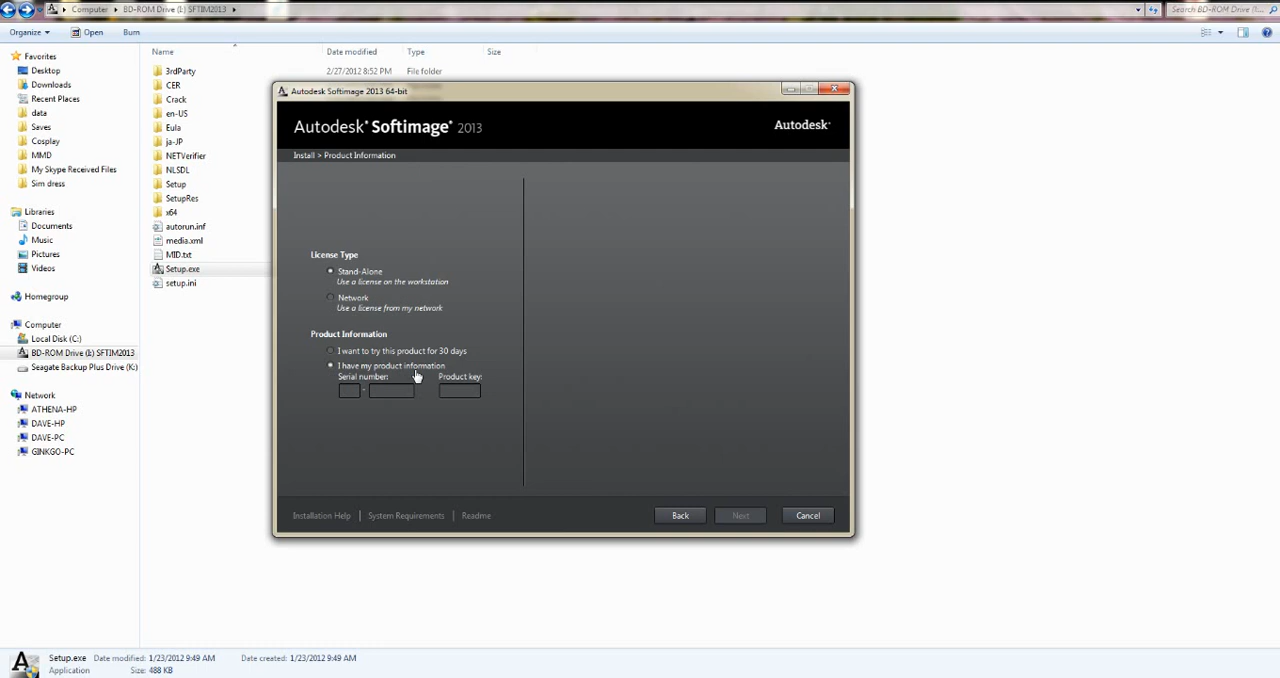 Computer ▸ BD-ROM Drive (I:) SFTIM2013 ▸
Search BD-ROM Drive (I:) SFTIM2013
Organize Open Burn
Favorites
Desktop
Downloads
Recent Places
data
Saves
Cosplay
MMD
My Skype Received Files
Sim dress
Libraries
Documents
Music
Pictures
Videos
Homegroup
Computer
Local Disk (C:)
BD-ROM Drive (I:) SFTIM2013
Seagate Backup Plus Drive (K:)
Network
ATHENA-HP
DAVE-HP
DAVE-PC
GINKGO-PC
Name Date modified Type Size
3rdParty 2/27/2012 8:52 PM File folder
CER
Crack
en-US
Eula
ja-JP
NETVerifier
NLSDL
Setup
SetupRes
x64
autorun.inf
media.xml
MID.txt
Setup.exe
setup.ini
Autodesk Softimage 2013 64-bit
Autodesk® Softimage® 2013
Autodesk®
Install > Product Information
License Type
Stand-Alone
Use a license on the workstation
Network
Use a license from my network
Product Information
I want to try this product for 30 days
I have my product information
Serial number: Product key:
-
Installation Help | System Requirements | Readme
Back Next Cancel
Setup.exe Date modified: 1/23/2012 9:49 AM Date created: 1/23/2012 9:49 AM
Application Size: 488 KB